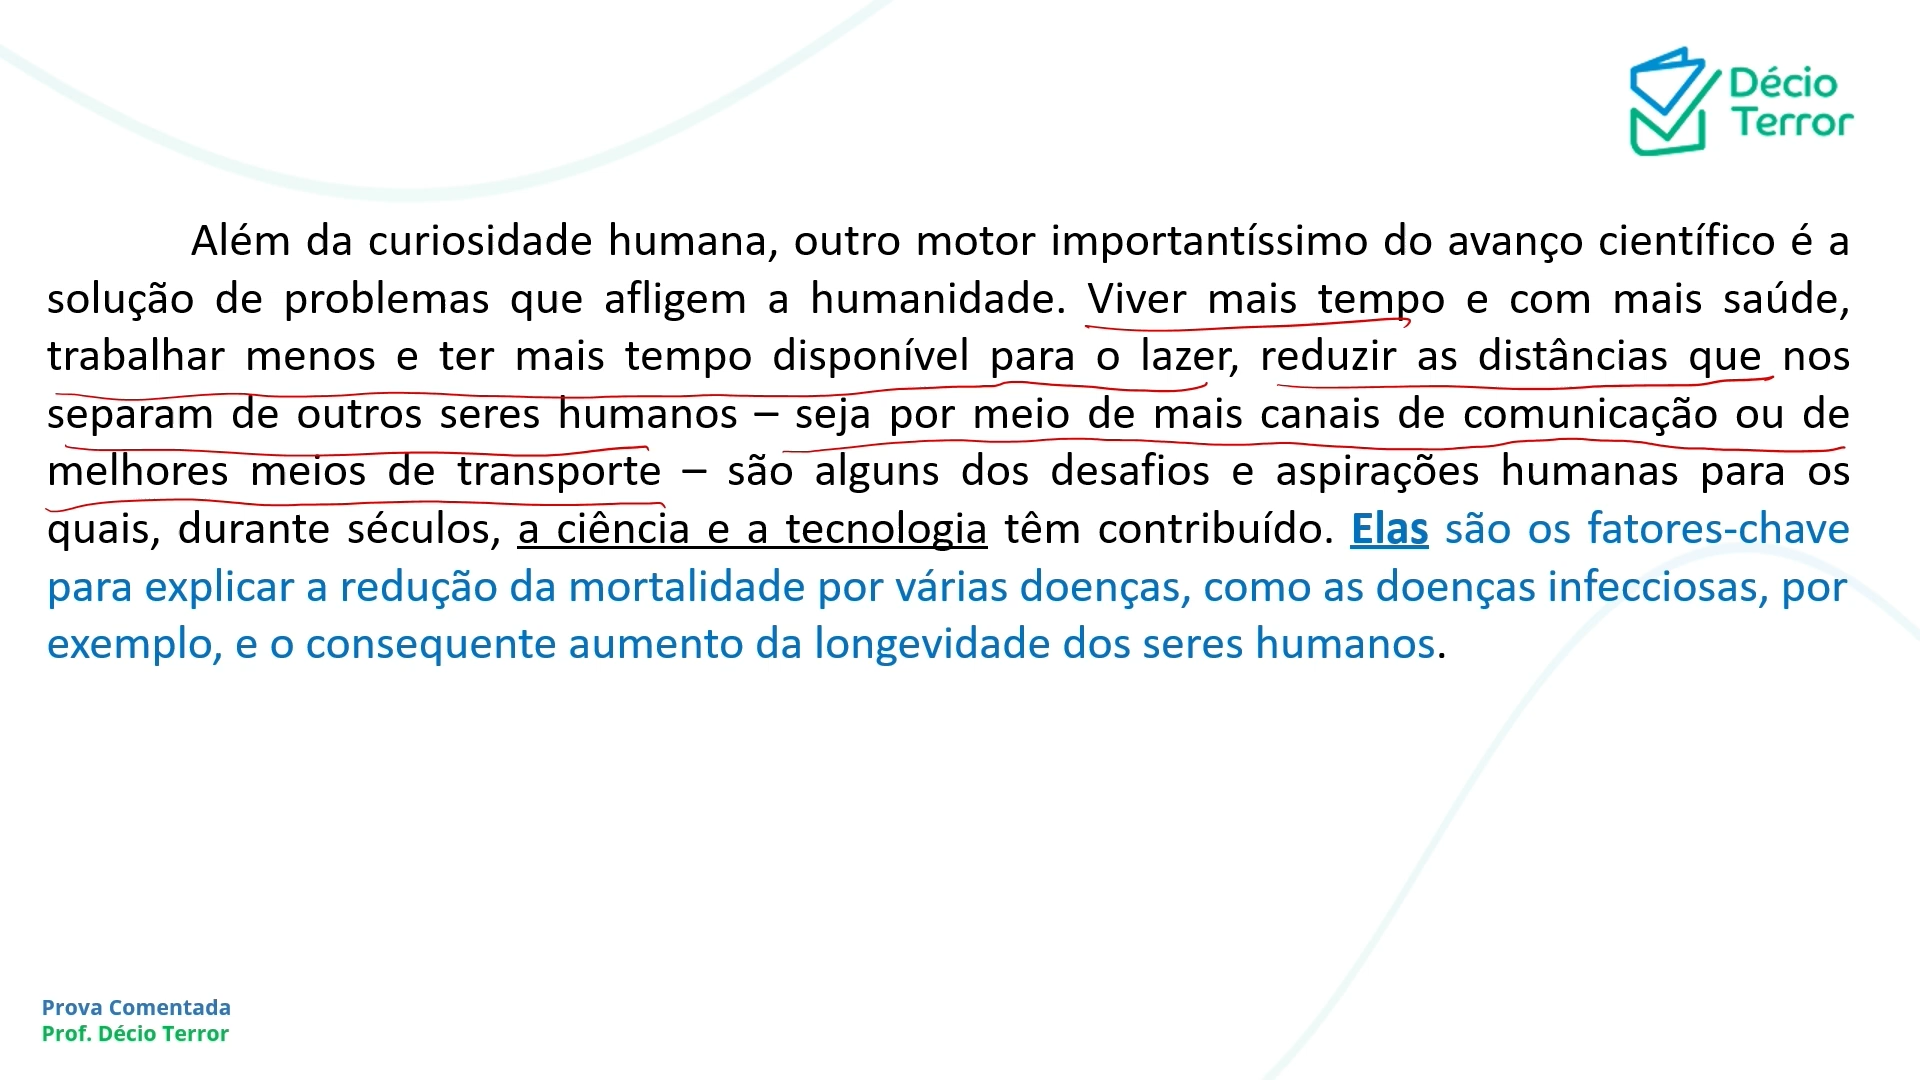 Décio
Terror
Além da curiosidade humana, outro motor importantíssimo do avanço científico é a
solução de problemas que afligem a humanidade. Viver mais tempo e com mais saúde,
trabalhar menos e ter mais tempo disponível para o lazer, reduzir as distâncias que nos
separam de outros seres humanos – seja por meio de mais canais de comunicação ou de
melhores meios de transporte – são alguns dos desafios e aspirações humanas para os
quais, durante séculos, a ciência e a tecnologia têm contribuído. Elas são os fatores-chave
para explicar a redução da mortalidade por várias doenças, como as doenças infecciosas, por
exemplo, e o consequente aumento da longevidade dos seres humanos.
Prova Comentada
Prof. Décio Terror